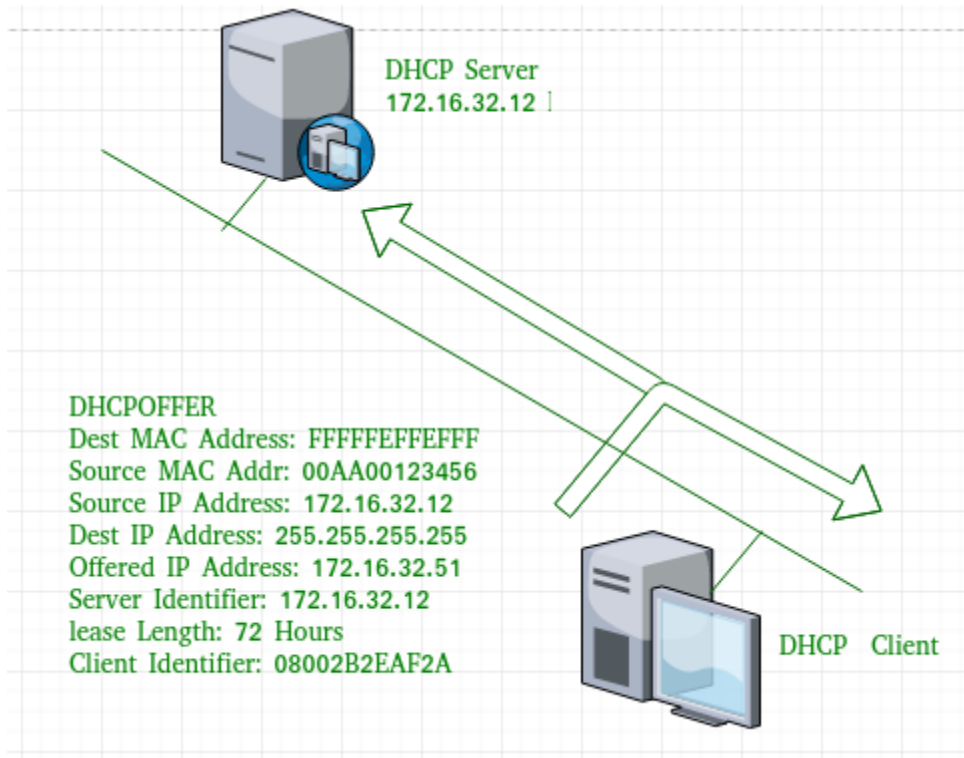 DHCP Server
172.16.32.12
DHCPOFFER
Dest MAC Address: FFFFFEFFEFFF
Source MAC Addr: 00AA00123456
Source IP Address: 172.16.32.12
Dest IP Address: 255.255.255.255
Offered IP Address: 172.16.32.51
Server Identifier: 172.16.32.12
lease Length: 72 Hours
Client Identifier: 08002B2EAF2A
DHCP Client